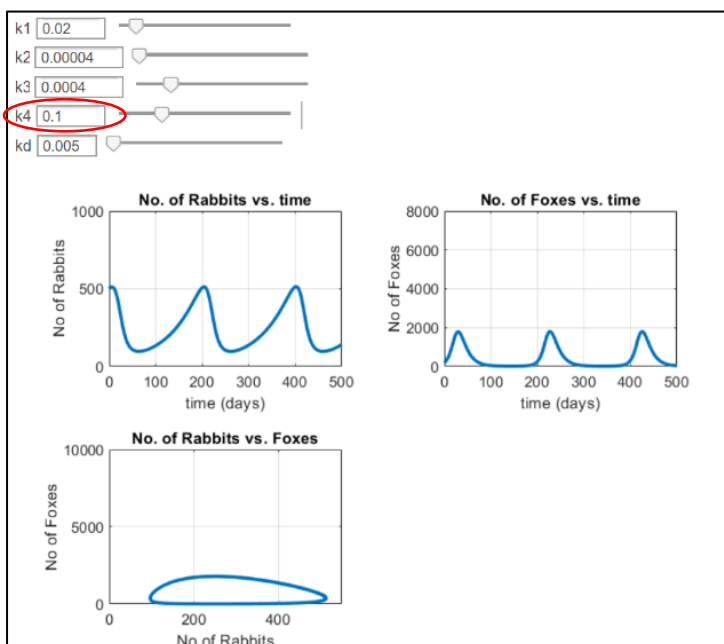 k1 0.02
k2 0.00004
k3 0.0004
k4 0.1
kd 0.005
No. of Rabbits vs. time
1000
500
0
No of Rabbits
0 100 200 300 400 500
time (days)
No. of Foxes vs. time
8000
6000
4000
2000
0
No of Foxes
0 100 200 300 400 500
time (days)
No. of Rabbits vs. Foxes
10000
5000
0
No of Foxes
0 200 400
No of Rabbits